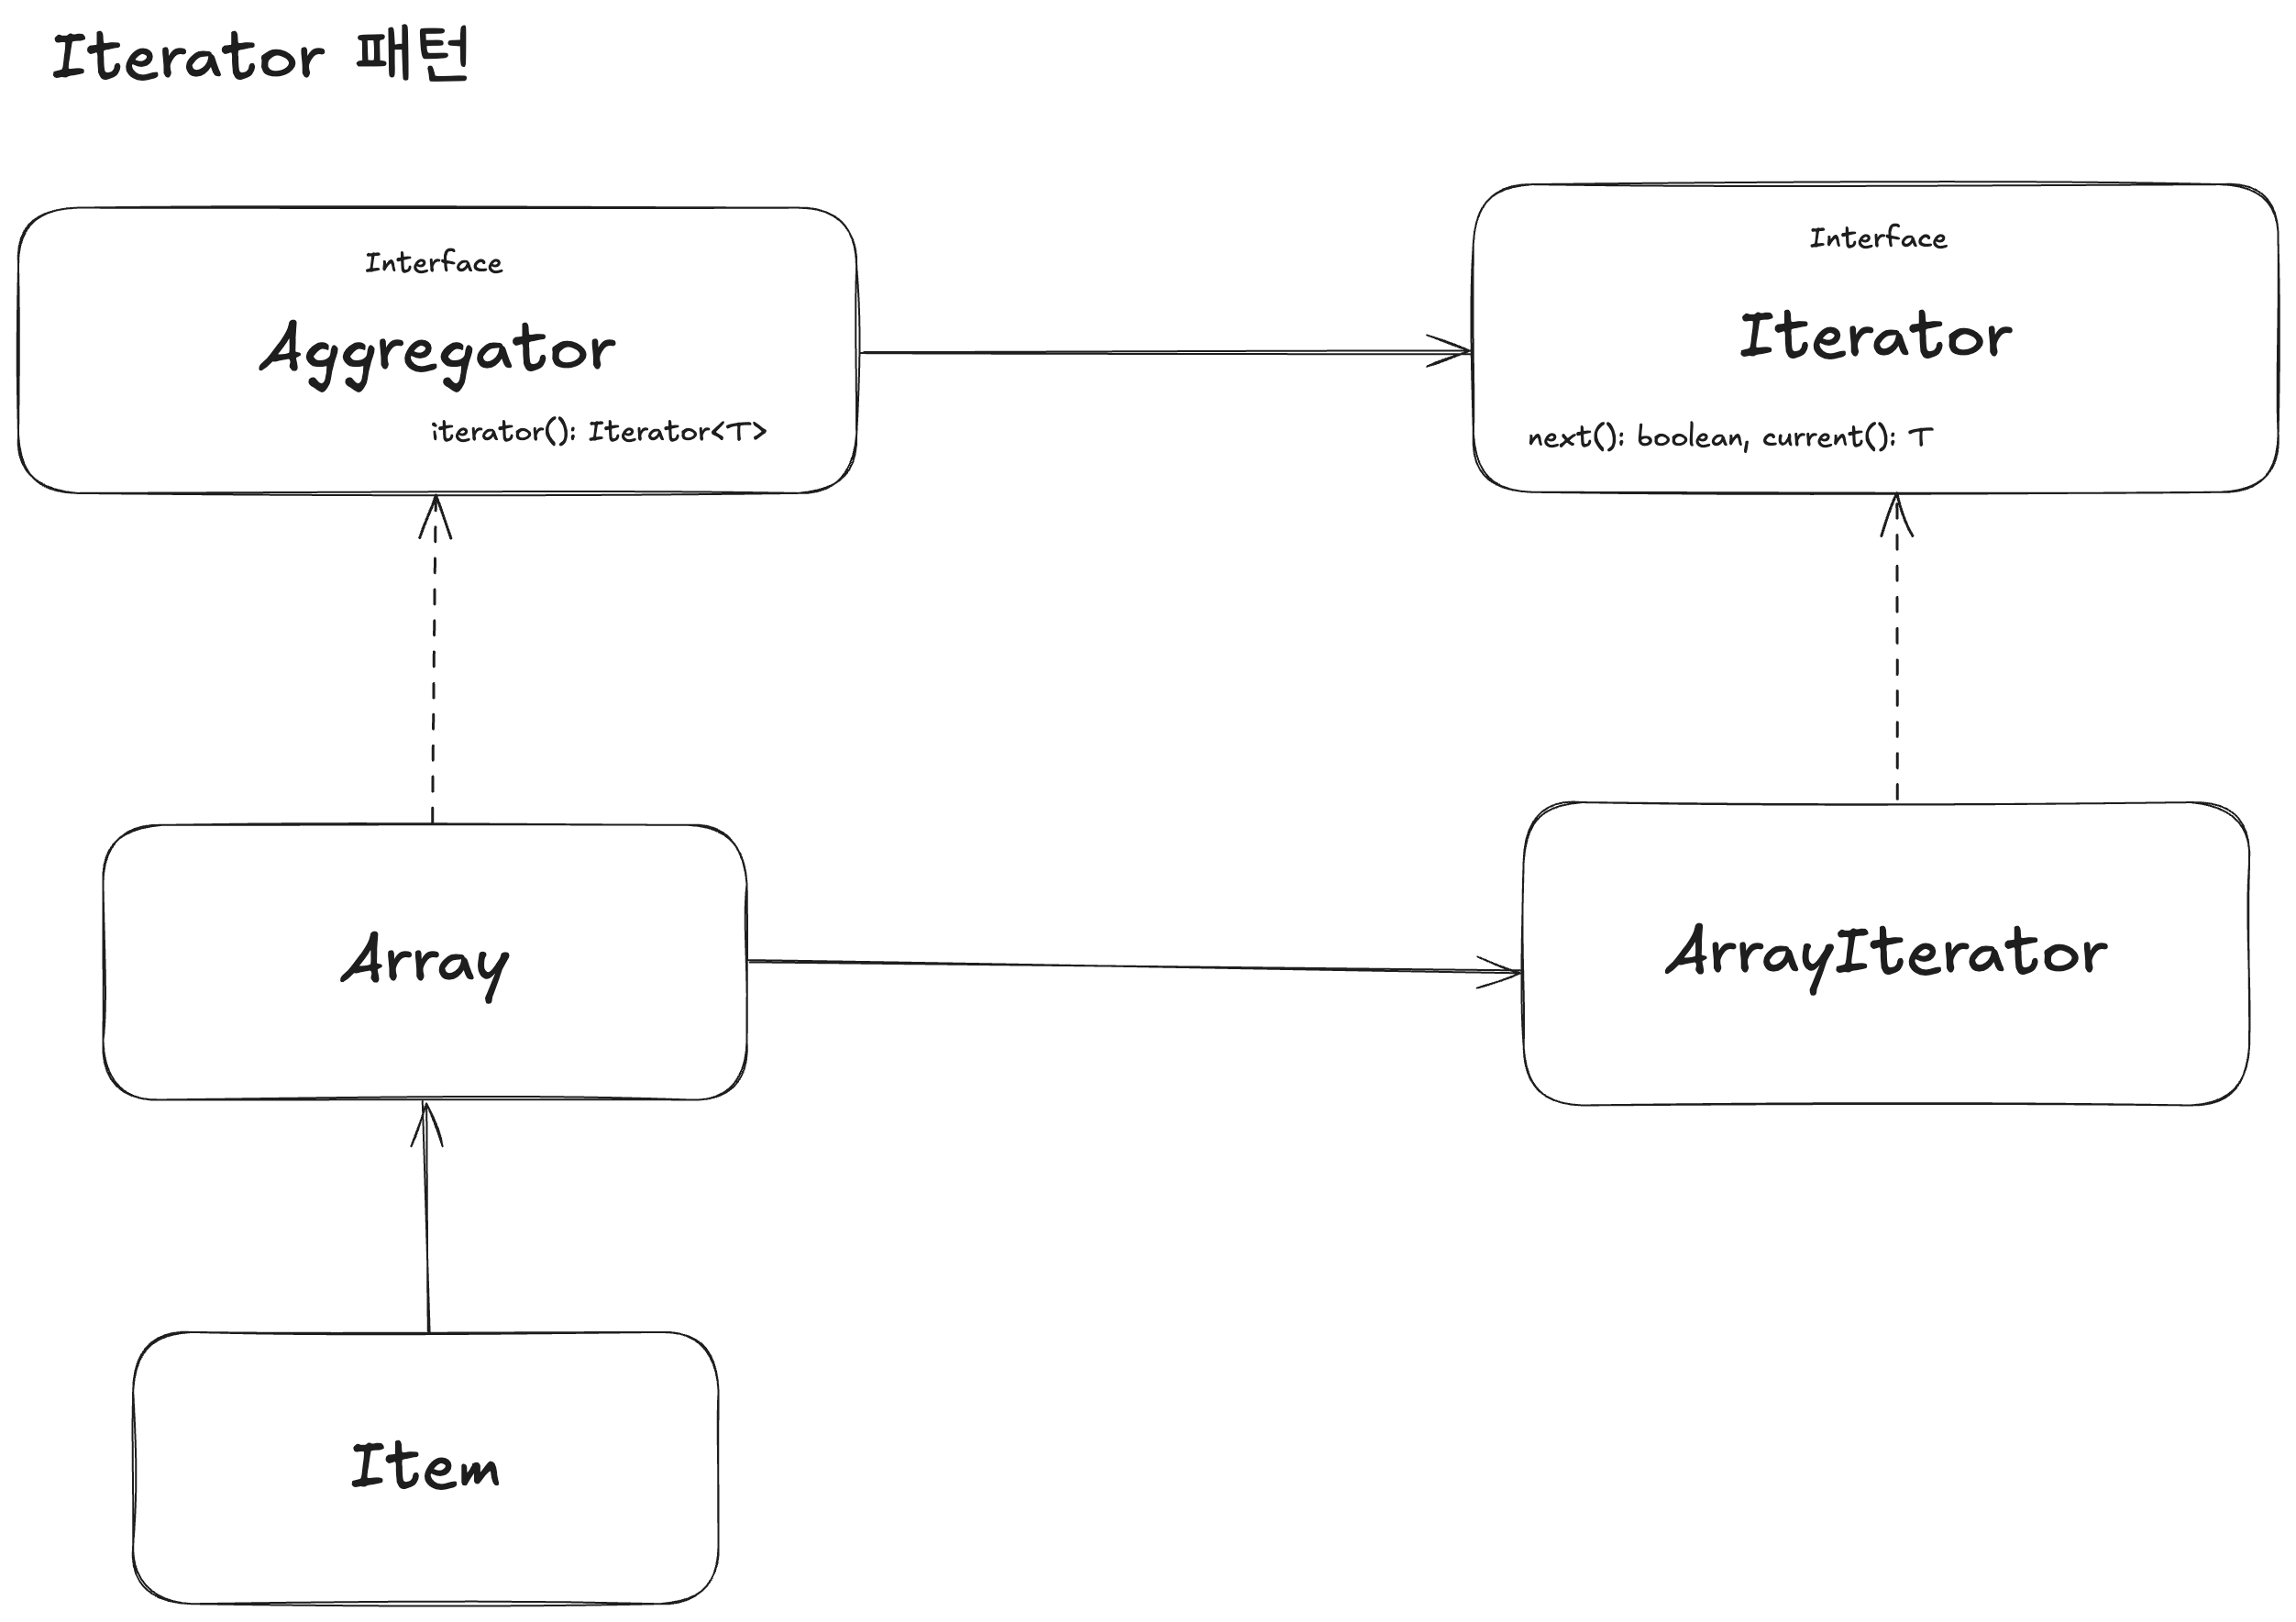 Iterator 패턴
Interface
Aggregator
iterator(): Iterator<T>
Interface
Iterator
next(): boolean, current(): T
Array
ArrayIterator
Item